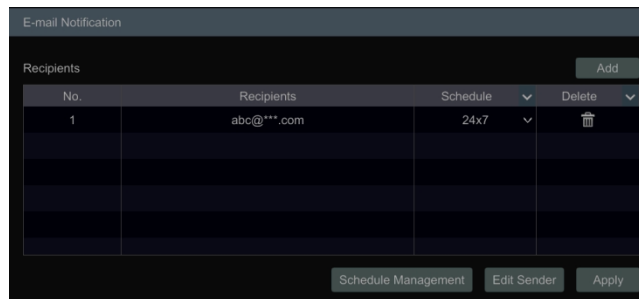 E-mail Notification
Recipients
Add
No. Recipients Schedule Delete
1 abc@***.com 24x7
Schedule Management Edit Sender Apply